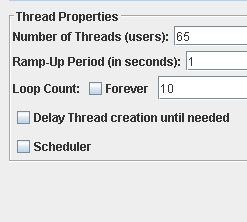 Thread Properties
Number of Threads (users): 65
Ramp-Up Period (in seconds): 1
Loop Count: Forever 10
Delay Thread creation until needed
Scheduler